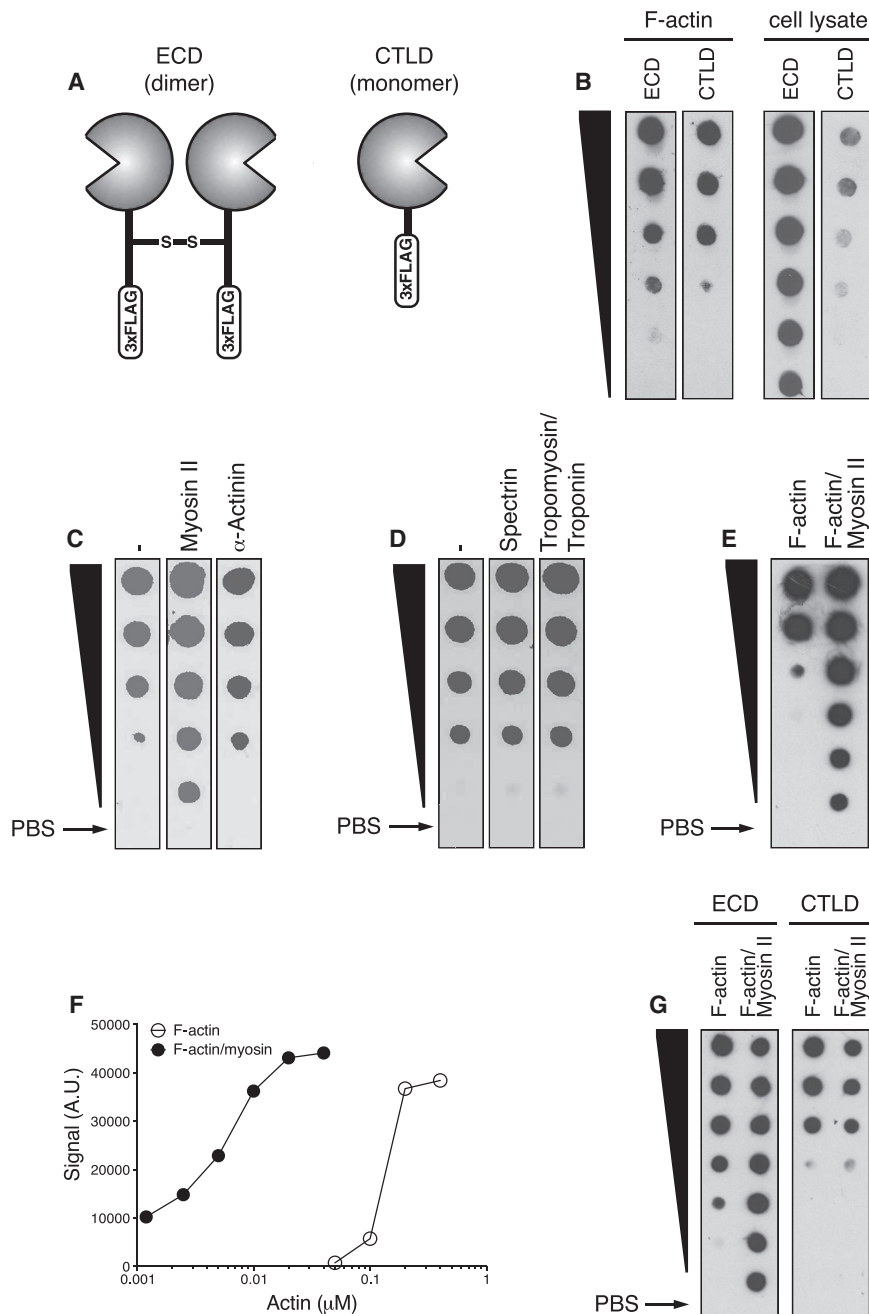 A
ECD
(dimer)
CTLD
(monomer)
S S
3xFLAG
3xFLAG
3xFLAG
B
F-actin
cell lysate
ECD
CTLD
ECD
CTLD
C
-
Myosin II
α-Actinin
PBS
D
-
Spectrin
Tropomyosin/
Troponin
PBS
E
F-actin
F-actin/
Myosin II
PBS
F
F-actin
F-actin/myosin
Signal (A.U.)
50000
40000
30000
20000
10000
0
0.001
0.01
0.1
1
Actin (μM)
G
ECD
CTLD
F-actin
F-actin/
Myosin II
F-actin
F-actin/
Myosin II
PBS